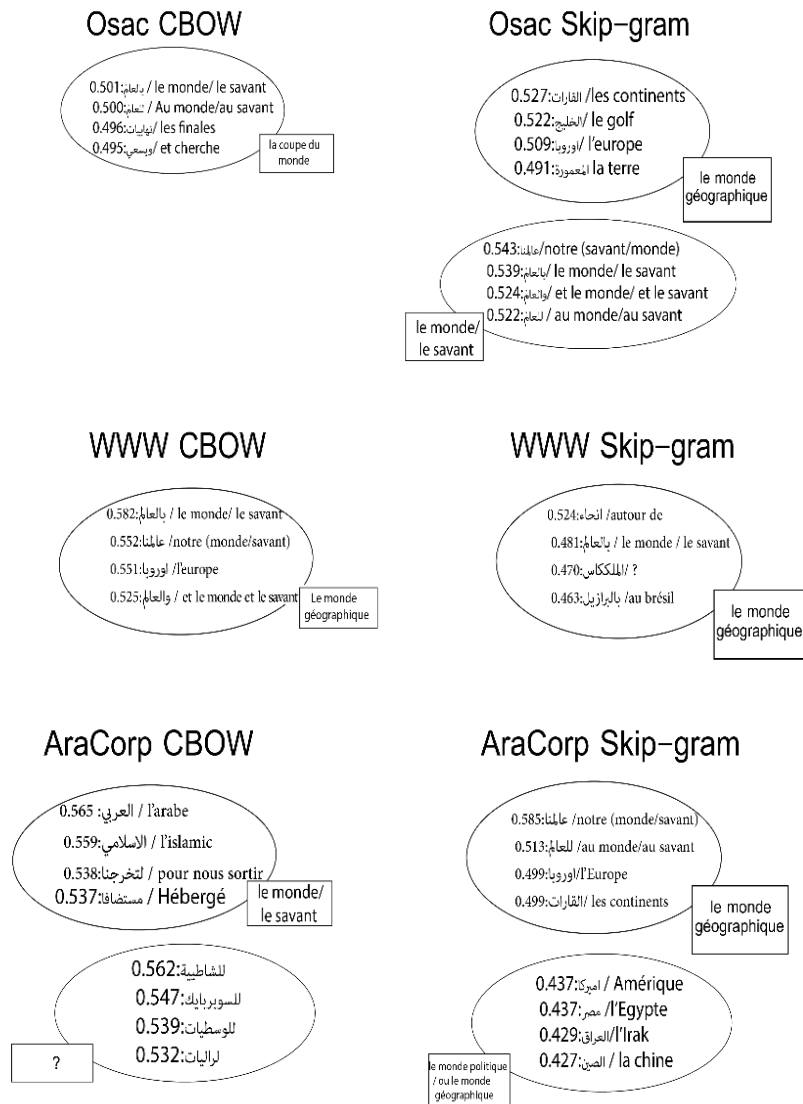 Osac CBOW
0.501:بالعالم / le monde/ le savant
0.500:للعالم / Au monde/au savant
0.496:نهاييات/ les finales
0.495:ويسعي/ et cherche
la coupe du
monde
Osac Skip-gram
0.527:القارات /les continents
0.522:الخليج/ le golf
0.509:اوروبا/ l'europe
0.491:المعمورة la terre
le monde
géographique
0.543:عالمنا/notre (savant/monde)
0.539:بالعالم/ le monde/ le savant
0.524:والعالم/ et le monde/ et le savant
0.522:للعالم / au monde/au savant
le monde/
le savant
WWW CBOW
0.582:بالعالم / le monde/ le savant
0.552:عالمنا /notre (monde/savant)
0.551:اوروبا /l'europe
0.525:والعالم / et le monde et le savant
Le monde
géographique
WWW Skip-gram
0.524:انحاء /autour de
0.481:بالعالم / le monde / le savant
0.470:الملككاس/ ?
0.463:بالبرازيل /au brésil
le monde
géographique
AraCorp CBOW
0.565 :العربي / l'arabe
0.559:الاسلامي / l'islamic
0.538:لتخرجنا / pour nous sortir
0.537:مستضافا / Hébergé
le monde/
le savant
0.562:للشاطيية
0.547:للسوبربايك
0.539:للوسطيات
0.532:لراليات
?
AraCorp Skip-gram
0.585:عالمنا /notre (monde/savant)
0.513:للعالم /au monde/au savant
0.499:اوروبا/l'Europe
0.499:القارات/ les continents
le monde
géographique
0.437:اميركا / Amérique
0.437:مصر /l'Egypte
0.429:العراق/l'Irak
0.427:الصين / la chine
le monde politique
/ ou le monde
géographique